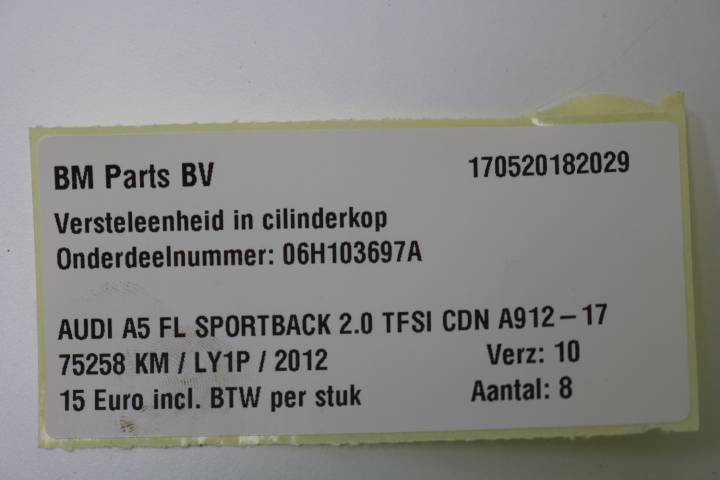 BM Parts BV 170520182029
Versteleenheid in cilinderkop
Onderdeelnummer: 06H103697A
AUDI A5 FL SPORTBACK 2.0 TFSI CDN A912-17
75258 KM / LY1P / 2012 Verz: 10
15 Euro incl. BTW per stuk Aantal: 8